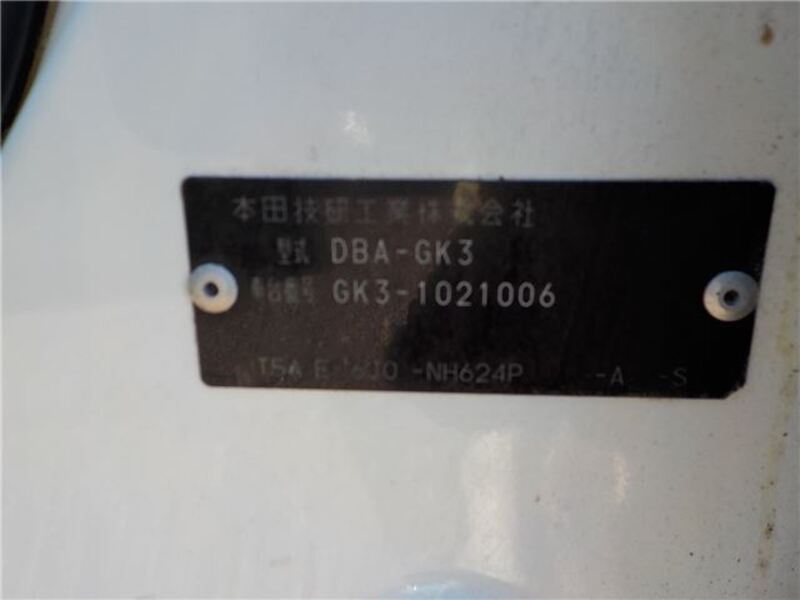 本田技研工業株式会社
型式 DBA-GK3
車台番号 GK3-1021006
-NH624P -A -S